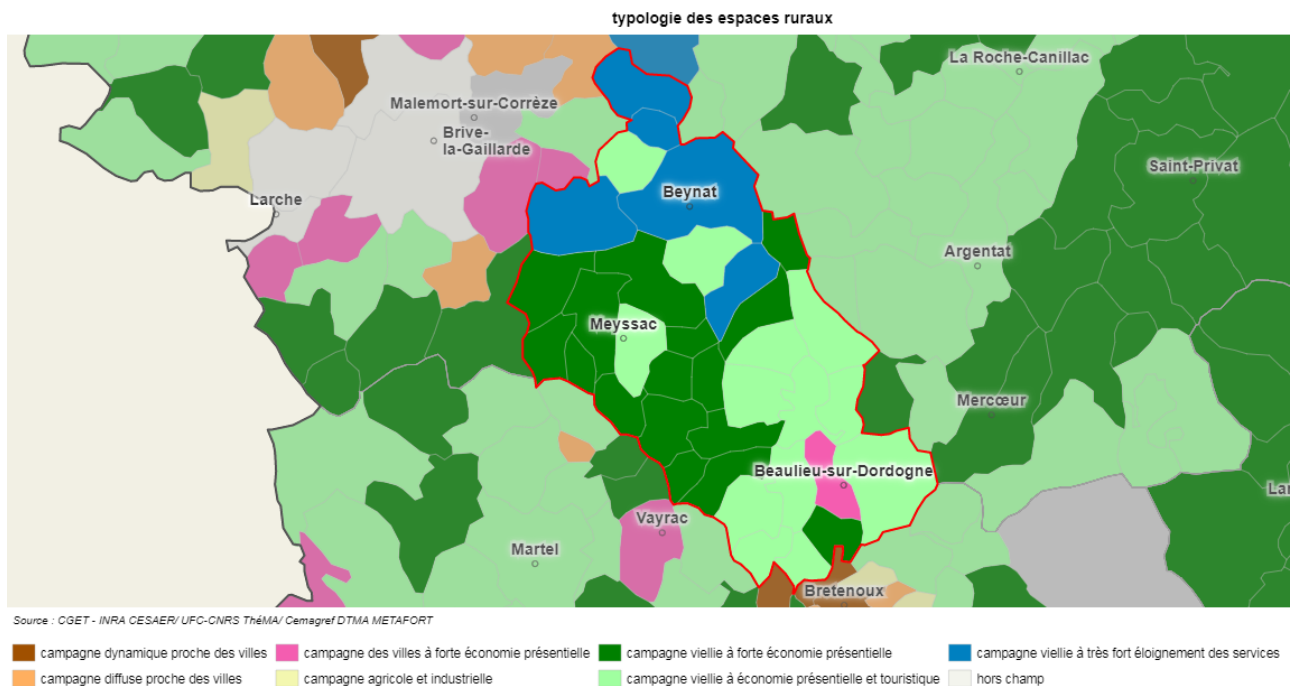 typologie des espaces ruraux
La Roche-Canillac
Malemort-sur-Corrèze
Brive-
la-Gaillarde
Saint-Privat
Beynat
Larche
Argentat
Meyssac
Mercœur
Beaulieu-sur-Dordogne
Lar
Vayrac
Martel
Bretenoux
Source : CGET - INRA CESAER/ UFC-CNRS ThéMA/ Cemagref DTMA METAFORT
campagne dynamique proche des villes
campagne des villes à forte économie présentielle
campagne viellie à forte économie présentielle
campagne viellie à très fort éloignement des services
campagne diffuse proche des villes
campagne agricole et industrielle
campagne viellie à économie présentielle et touristique
hors champ